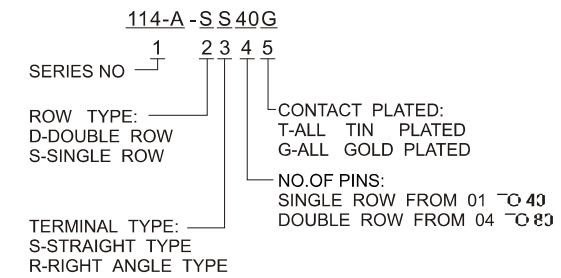 114-A-SS40G
1 2 3 4 5
SERIES NO
ROW TYPE:
D-DOUBLE ROW
S-SINGLE ROW
CONTACT PLATED:
T-ALL TIN PLATED
G-ALL GOLD PLATED
NO.OF PINS:
SINGLE ROW FROM 01 TO 40
DOUBLE ROW FROM 04 TO 80
TERMINAL TYPE:
S-STRAIGHT TYPE
R-RIGHT ANGLE TYPE